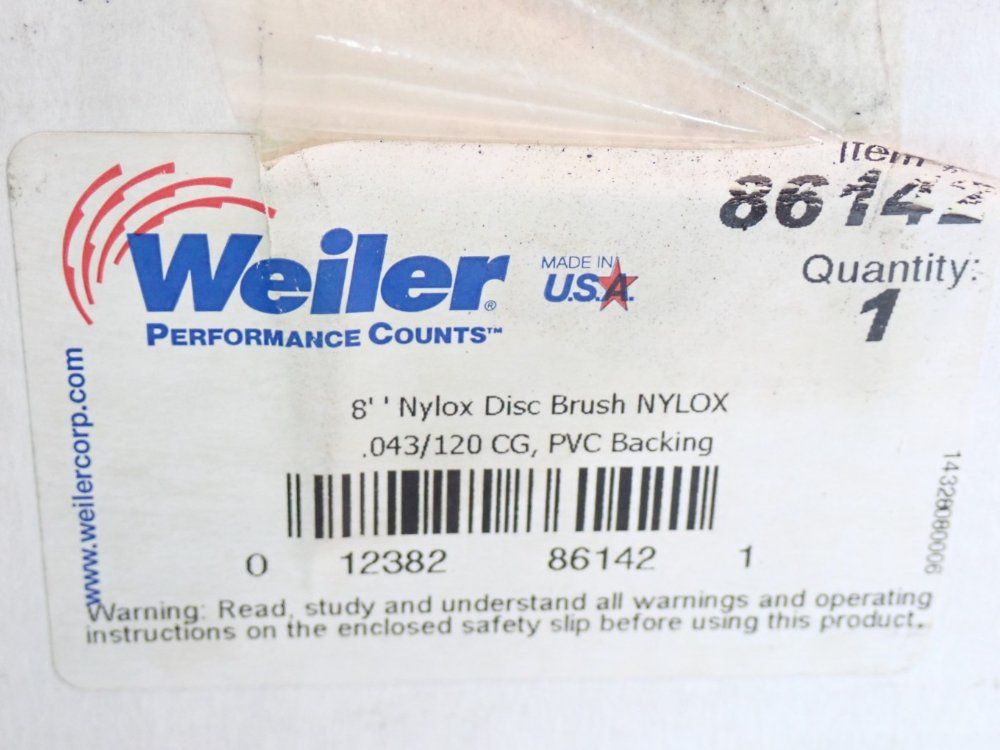 Item #
86142
Weiler®
MADE IN
U.S.A.
Quantity:
1
PERFORMANCE COUNTS™
www.weilercorp.com
8'' Nylox Disc Brush NYLOX
.043/120 CG, PVC Backing
0 12382 86142 1
Warning: Read, study and understand all warnings and operating
instructions on the enclosed safety slip before using this product.